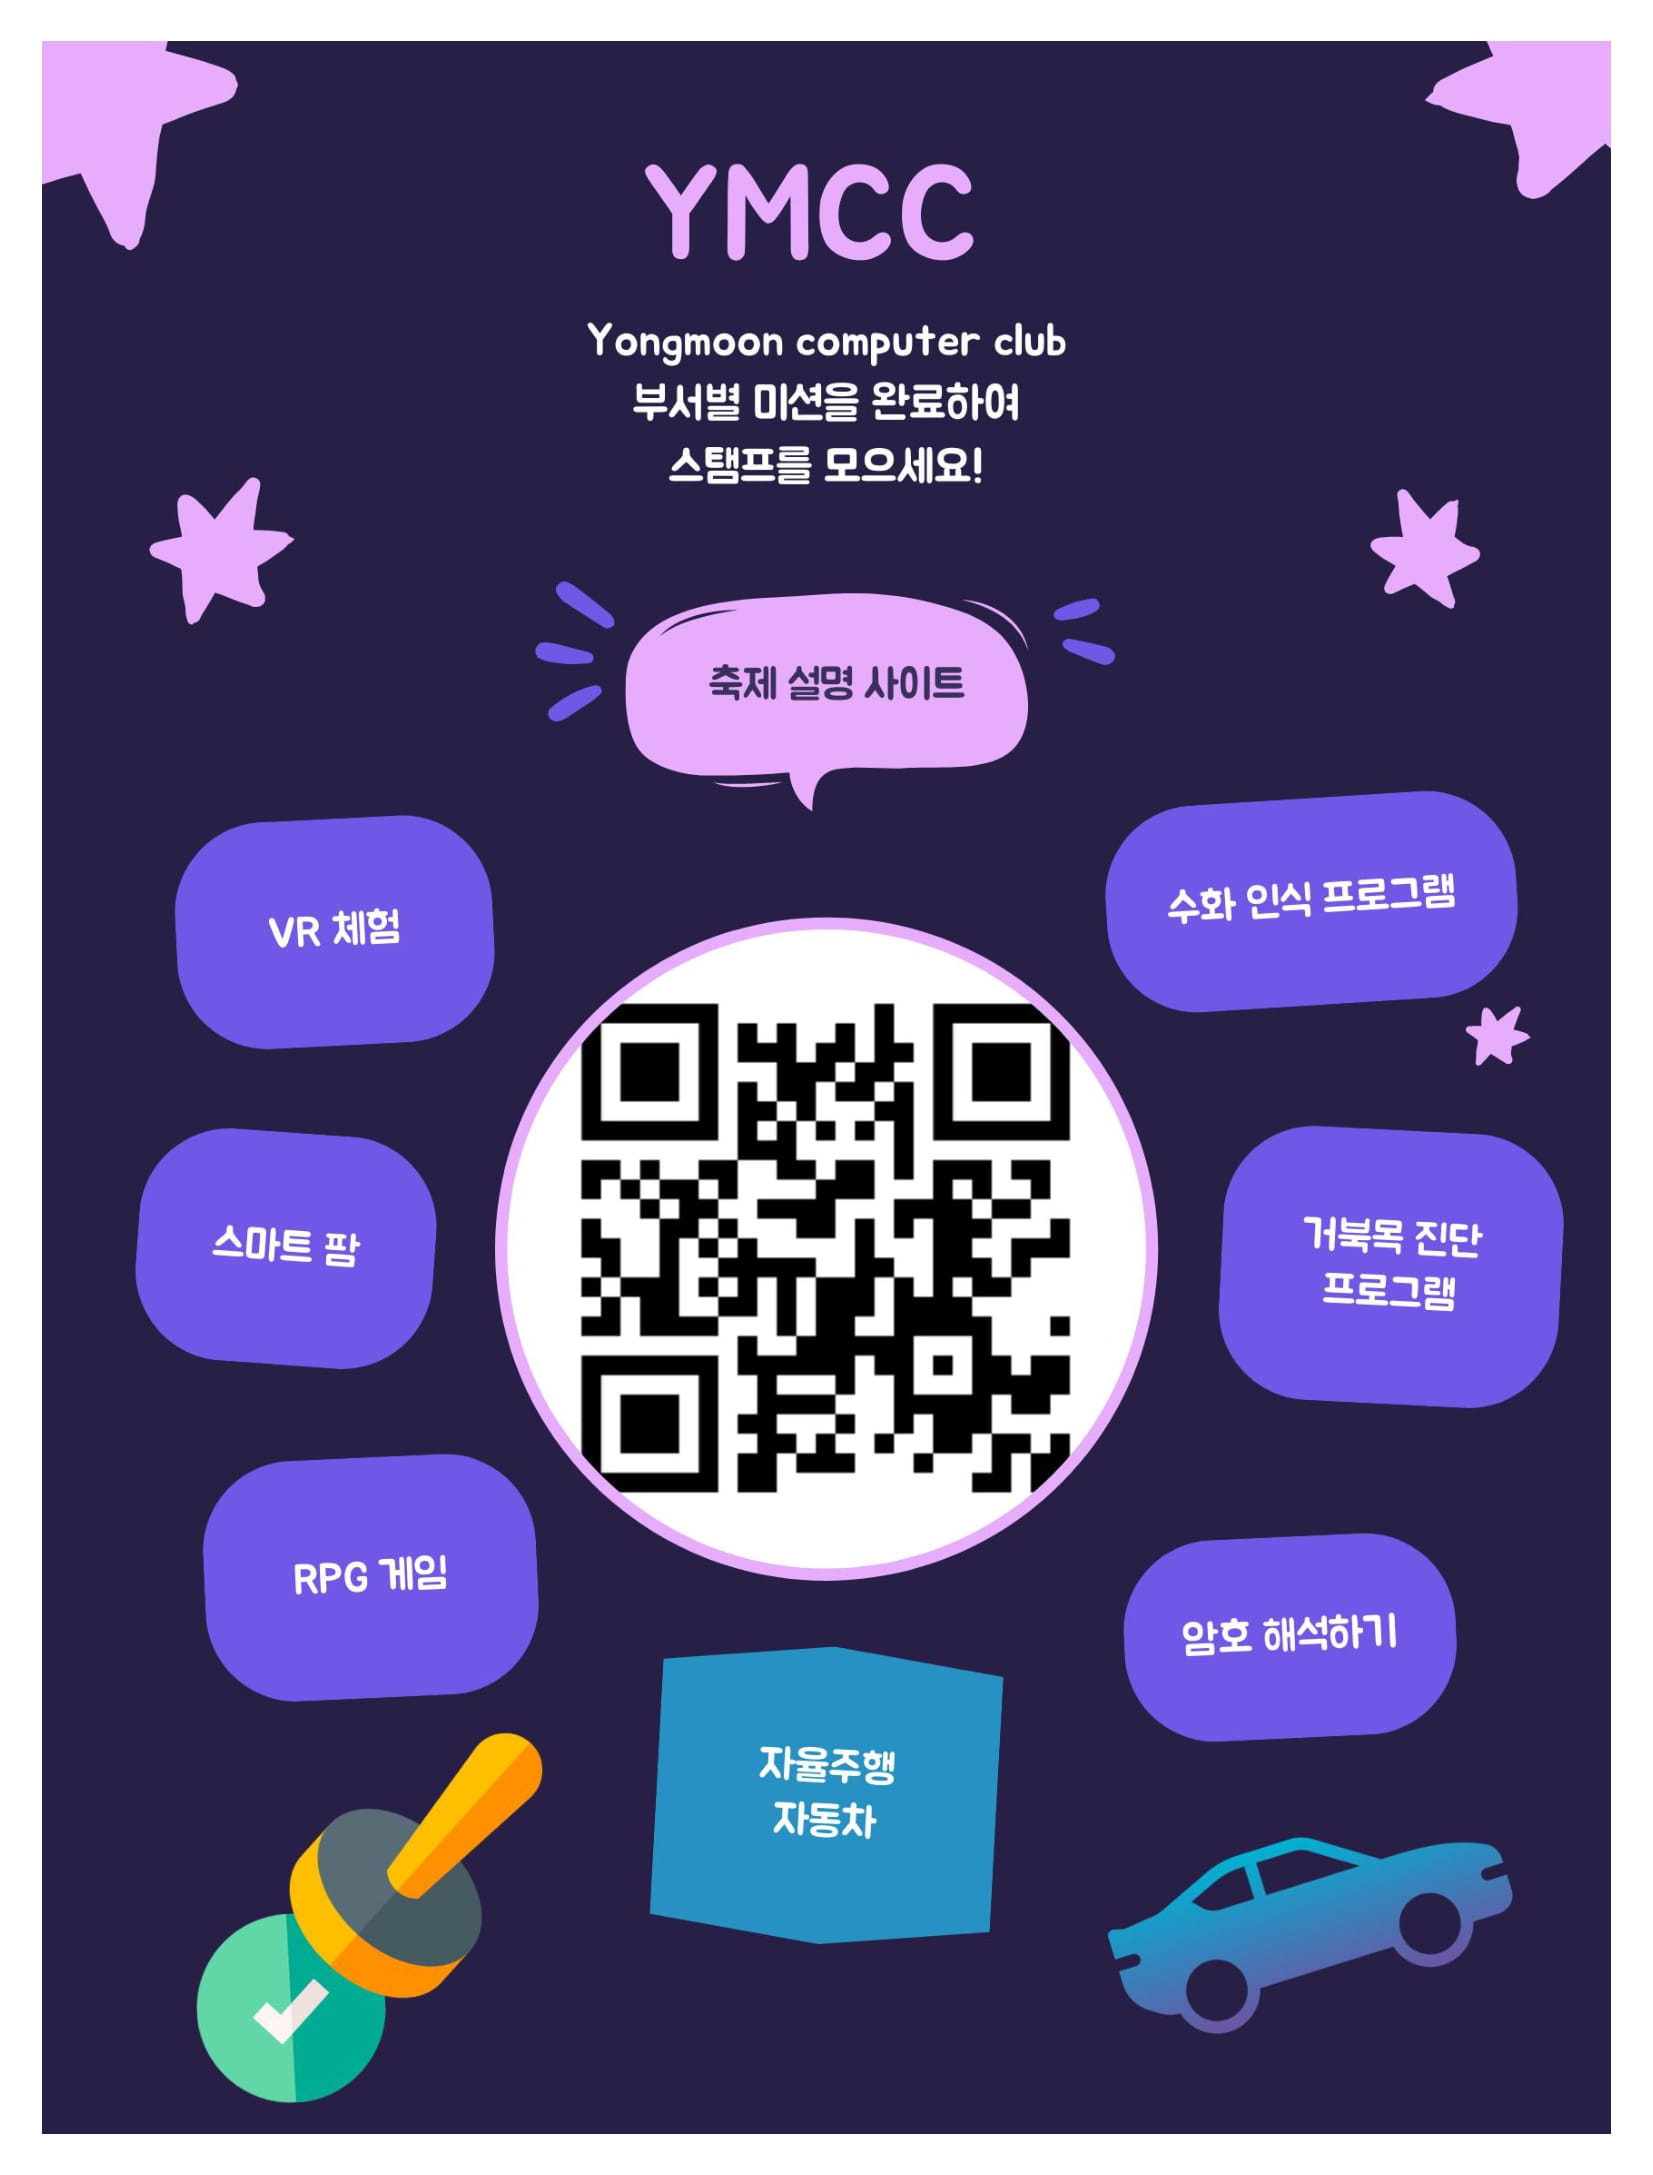 YMCC
Yongmoon computer club
부서별 미션을 완료하여
스탬프를 모으세요!
축제 설명 사이트
VR 체험
수화 인식 프로그램
스마트 팜
거북목 진단
프로그램
RPG 게임
암호 해석하기
자율주행
자동차